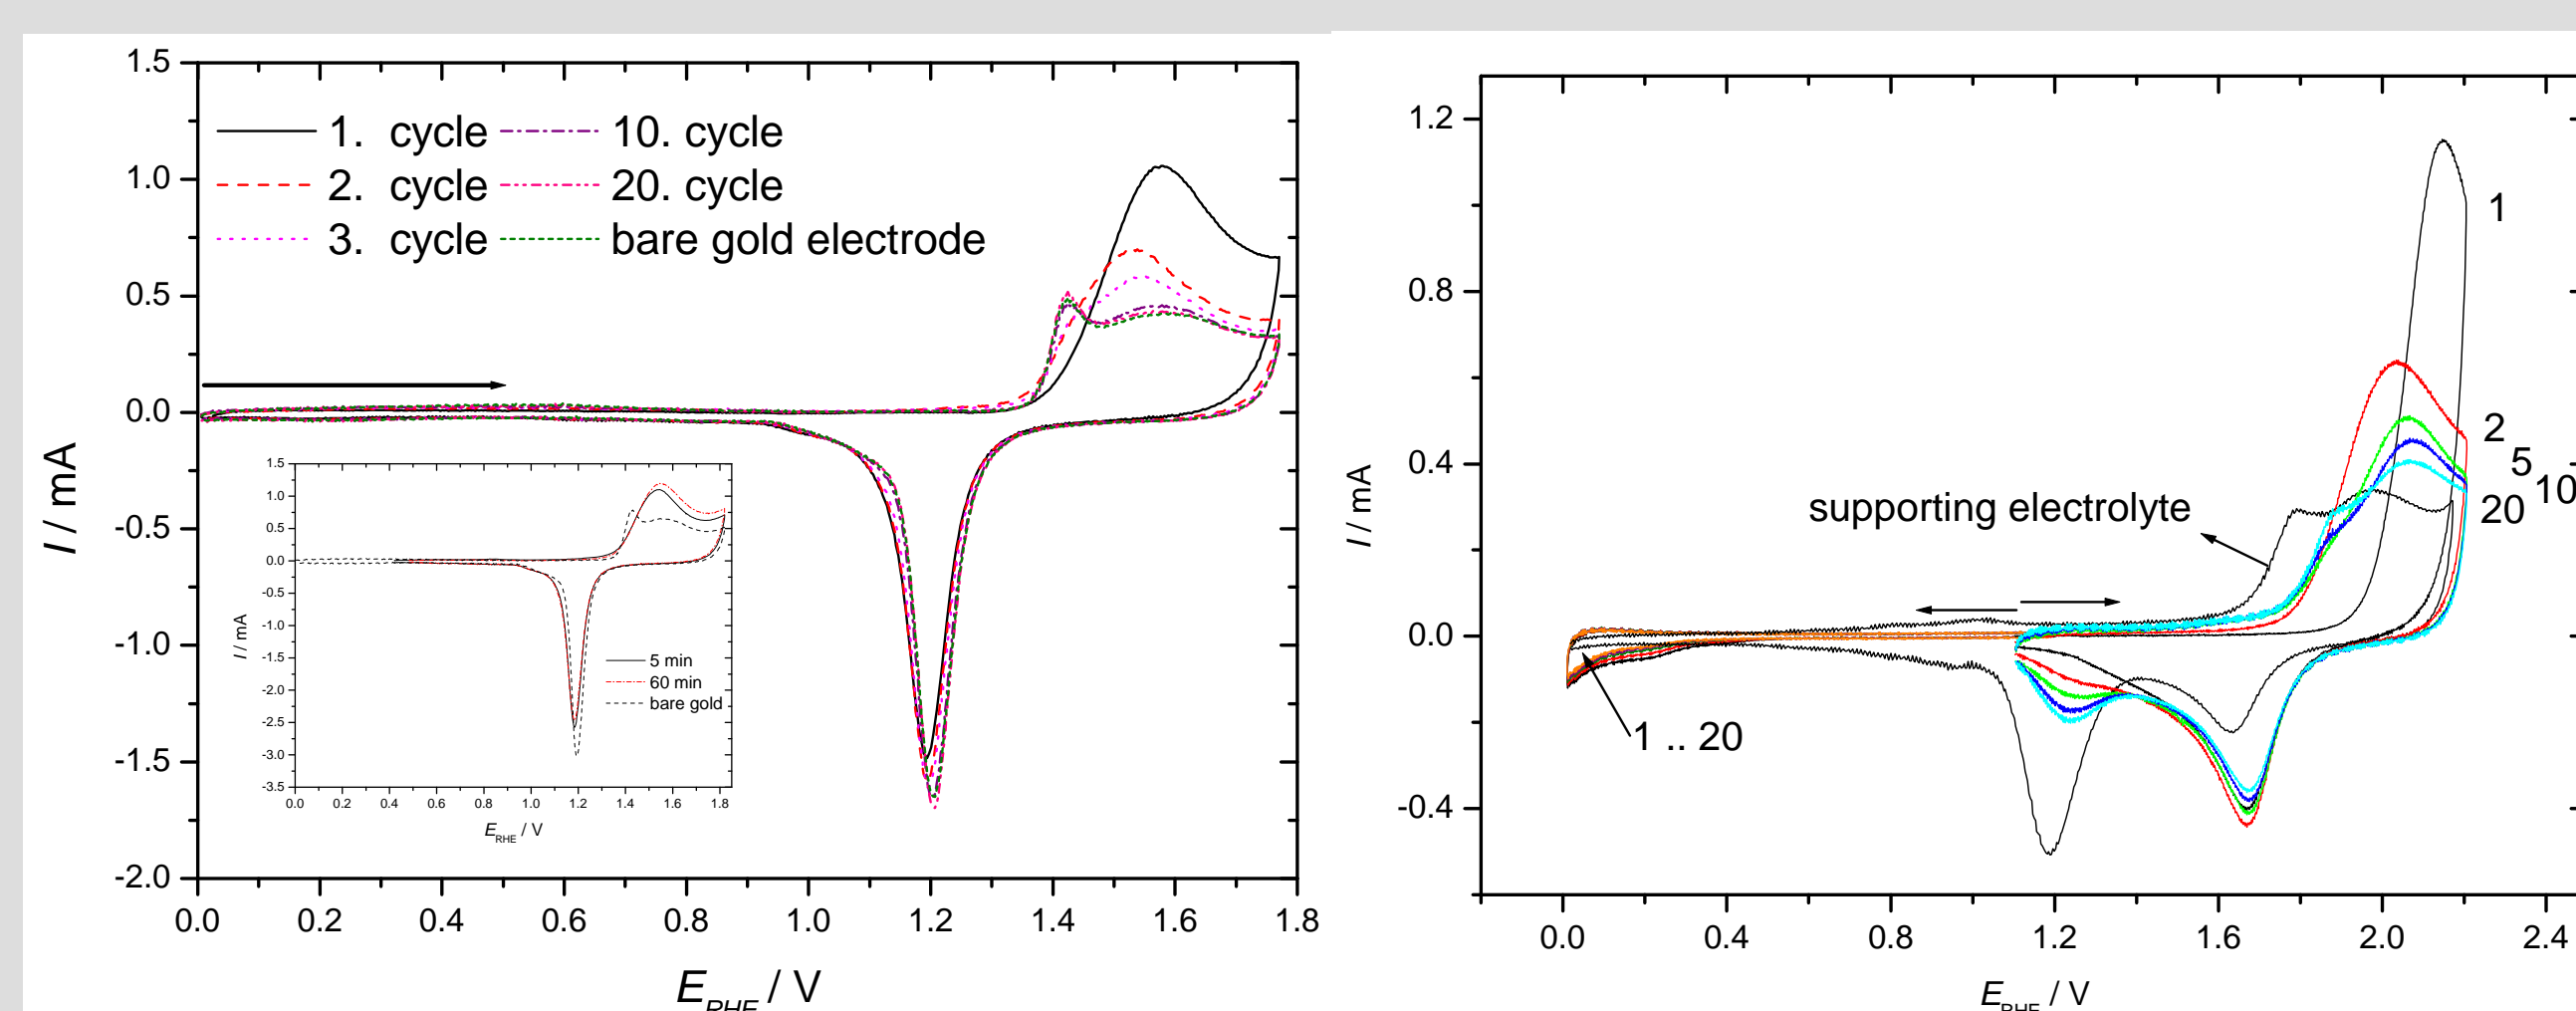 1.5
1.0
0.5
0.0
-0.5
-1.0
-1.5
-2.0
I / mA
1. cycle
2. cycle
3. cycle
10. cycle
20. cycle
bare gold electrode
1.5
1.0
0.5
0.0
-0.5
-1.0
-1.5
-2.0
-2.5
-3.0
-3.5
I / mA
5 min
60 min
bare gold
0.0 0.2 0.4 0.6 0.8 1.0 1.2 1.4 1.6 1.8
E RHE / V
0.0 0.2 0.4 0.6 0.8 1.0 1.2 1.4 1.6 1.8
E RHE / V
1.2
0.8
0.4
0.0
-0.4
I / mA
1
2
5
10
20
supporting electrolyte
1 .. 20
0.0 0.4 0.8 1.2 1.6 2.0 2.4
E RHE / V